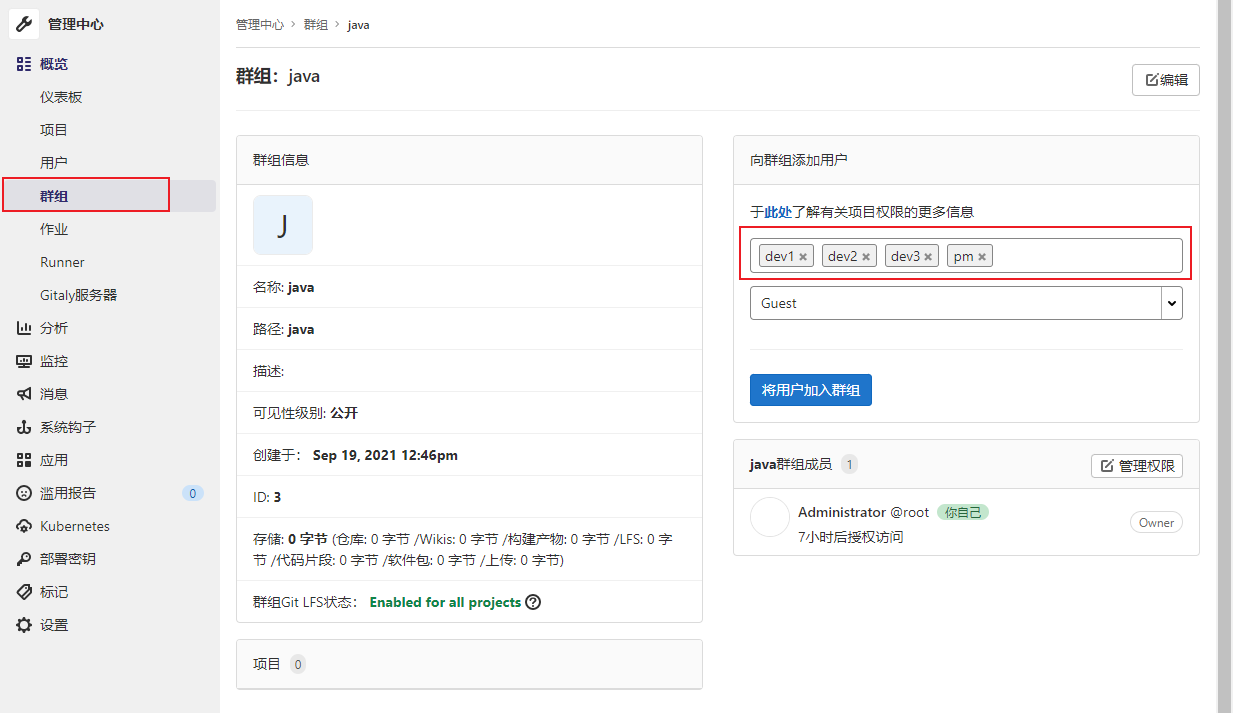 管理中心
概览
仪表板
项目
用户
群组
作业
Runner
Gitaly服务器
分析
监控
消息
系统钩子
应用
滥用报告 0
Kubernetes
部署密钥
标记
设置
管理中心 › 群组 › java
群组：java
编辑
群组信息
J
名称: java
路径: java
描述:
可见性级别: 公开
创建于： Sep 19, 2021 12:46pm
ID: 3
存储: 0 字节 (仓库: 0 字节 /Wikis: 0 字节 /构建产物: 0 字节 /LFS: 0 字
节 /代码片段: 0 字节 /软件包: 0 字节 /上传: 0 字节)
群组Git LFS状态： Enabled for all projects ?
项目 0
向群组添加用户
于此处了解有关项目权限的更多信息
dev1 × dev2 × dev3 × pm ×
Guest
将用户加入群组
java群组成员 1 管理权限
Administrator @root 你自己
7小时后授权访问
Owner